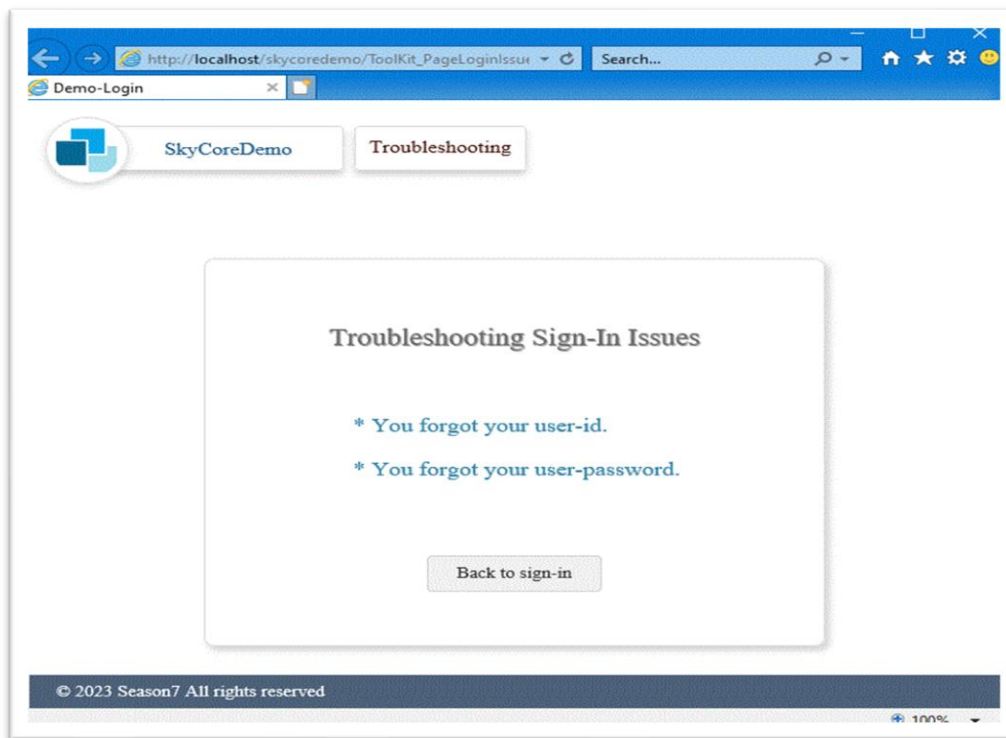 http://localhost/skycoredemo/ToolKit_PageLoginIssu
Search...
Demo-Login
SkyCoreDemo
Troubleshooting
Troubleshooting Sign-In Issues
* You forgot your user-id.
* You forgot your user-password.
Back to sign-in
© 2023 Season7 All rights reserved
100%